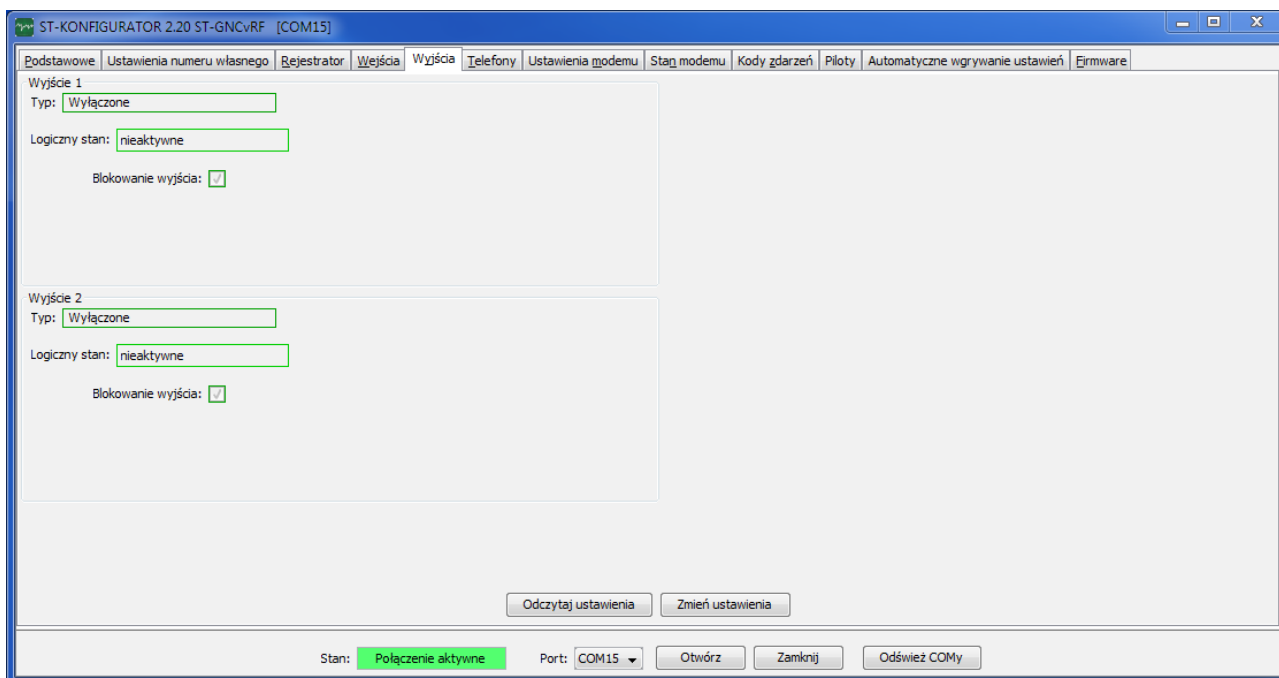 ST-KONFIGURATOR 2.20 ST-GNCvRF [COM15]
Podstawowe Ustawienia numeru własnego Rejestrator Wejścia Wyjścia Telefony Ustawienia modemu Stan modemu Kody zdarzeń Piloty Automatyczne wgrywanie ustawień Firmware
Wyjście 1
Typ: Wyłączone
Logiczny stan: nieaktywne
Blokowanie wyjścia:
Wyjście 2
Typ: Wyłączone
Logiczny stan: nieaktywne
Blokowanie wyjścia:
Odczytaj ustawienia Zmień ustawienia
Stan: Połączenie aktywne Port: COM15 Otwórz Zamknij Odśwież COMy